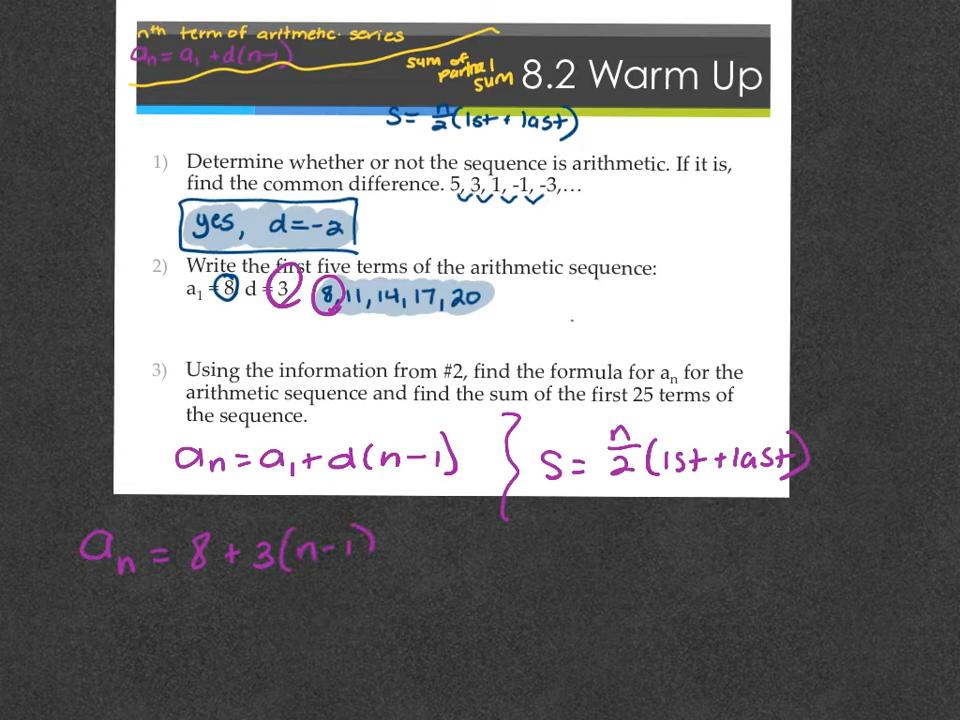 nth term of aritmetic series
an = a1 + d(n-1)
sum of partial sum
8.2 Warm Up
S = n/2 (1st + last)
1) Determine whether or not the sequence is arithmetic. If it is,
find the common difference. 5, 3, 1, -1, -3,…
yes, d = -2
2) Write the first five terms of the arithmetic sequence:
a1 = 8 d = 3 8, 11, 14, 17, 20
3) Using the information from #2, find the formula for an for the
arithmetic sequence and find the sum of the first 25 terms of
the sequence.
an = a1 + d(n-1) } S = n/2 (1st + last)
an = 8 + 3(n-1)